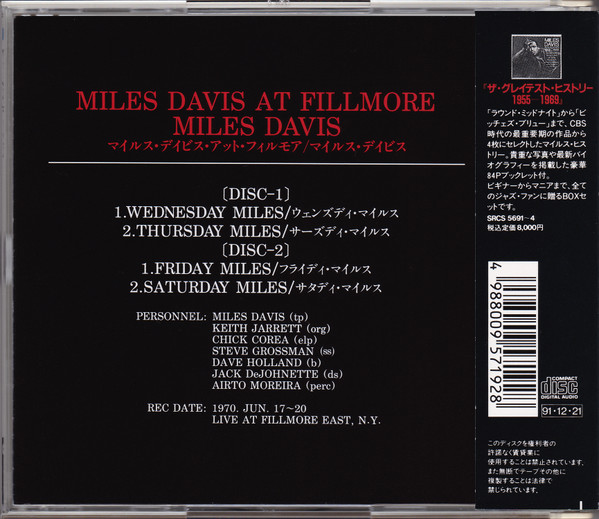 MILES DAVIS AT FILLMORE
MILES DAVIS
マイルス・デイビス・アット・フィルモア/マイルス・デイビス
〔DISC-1〕
1.WEDNESDAY MILES/ウェンズディ・マイルス
2.THURSDAY MILES/サーズディ・マイルス
〔DISC-2〕
1.FRIDAY MILES/フライディ・マイルス
2.SATURDAY MILES/サタディ・マイルス
PERSONNEL: MILES DAVIS (tp)
KEITH JARRETT (org)
CHICK COREA (elp)
STEVE GROSSMAN (ss)
DAVE HOLLAND (b)
JACK DeJOHNETTE (ds)
AIRTO MOREIRA (perc)
REC DATE: 1970. JUN. 17~20
LIVE AT FILLMORE EAST, N.Y.
MILES
DAVIS
『ザ・グレイテスト・ヒストリー
1955-1969』
「ラウンド・ミッドナイト」から「ビ
ッチェズ・ブリュー」まで、CBS
時代の最重要期の作品から
4枚にセレクトしたマイルス・ヒス
トリー。貴重な写真や最新バイ
オグラフィーを掲載した豪華
84Pブックレット付。
ビギナーからマニアまで、全て
のジャズ・ファンに贈るBOXセ
ットです。
SRCS 5691~4
税込定価8,000円
4 988009 571928
COMPACT
disc
DIGITAL AUDIO
91・12・21
このディスクを権利者の
許諾なく賃貸業に
使用することは禁止されています。
また無断でテープその他に
複製することは法律で
禁じられています。